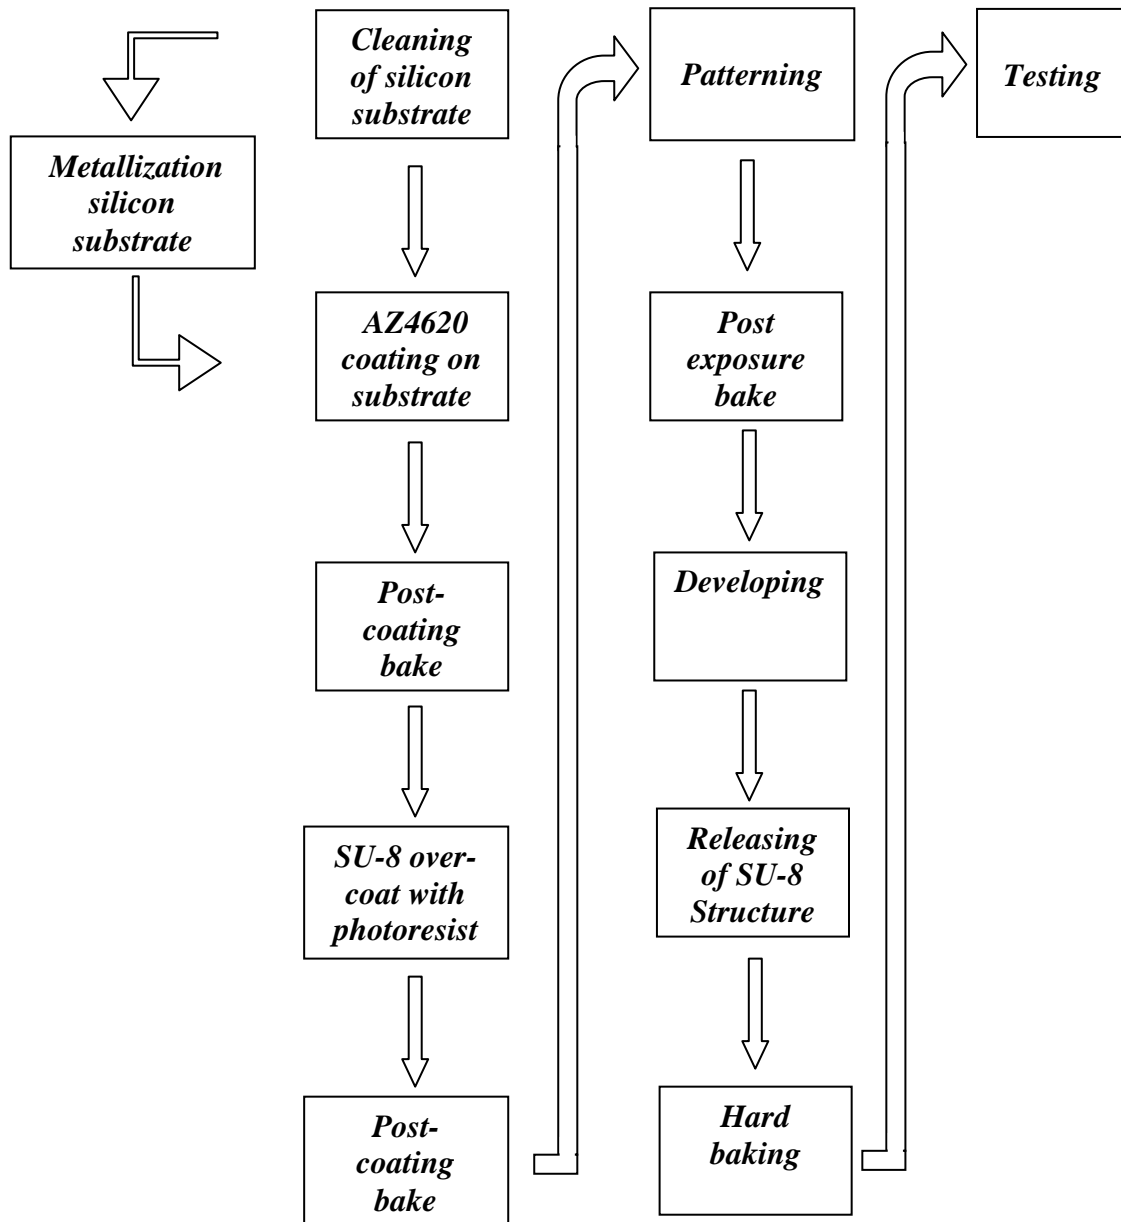 Cleaning
of silicon
substrate
Metallization
silicon
substrate
AZ4620
coating on
substrate
Post-
coating
bake
SU-8 over-
coat with
photoresist
Post-
coating
bake
Patterning
Post
exposure
bake
Developing
Releasing
of SU-8
Structure
Hard
baking
Testing